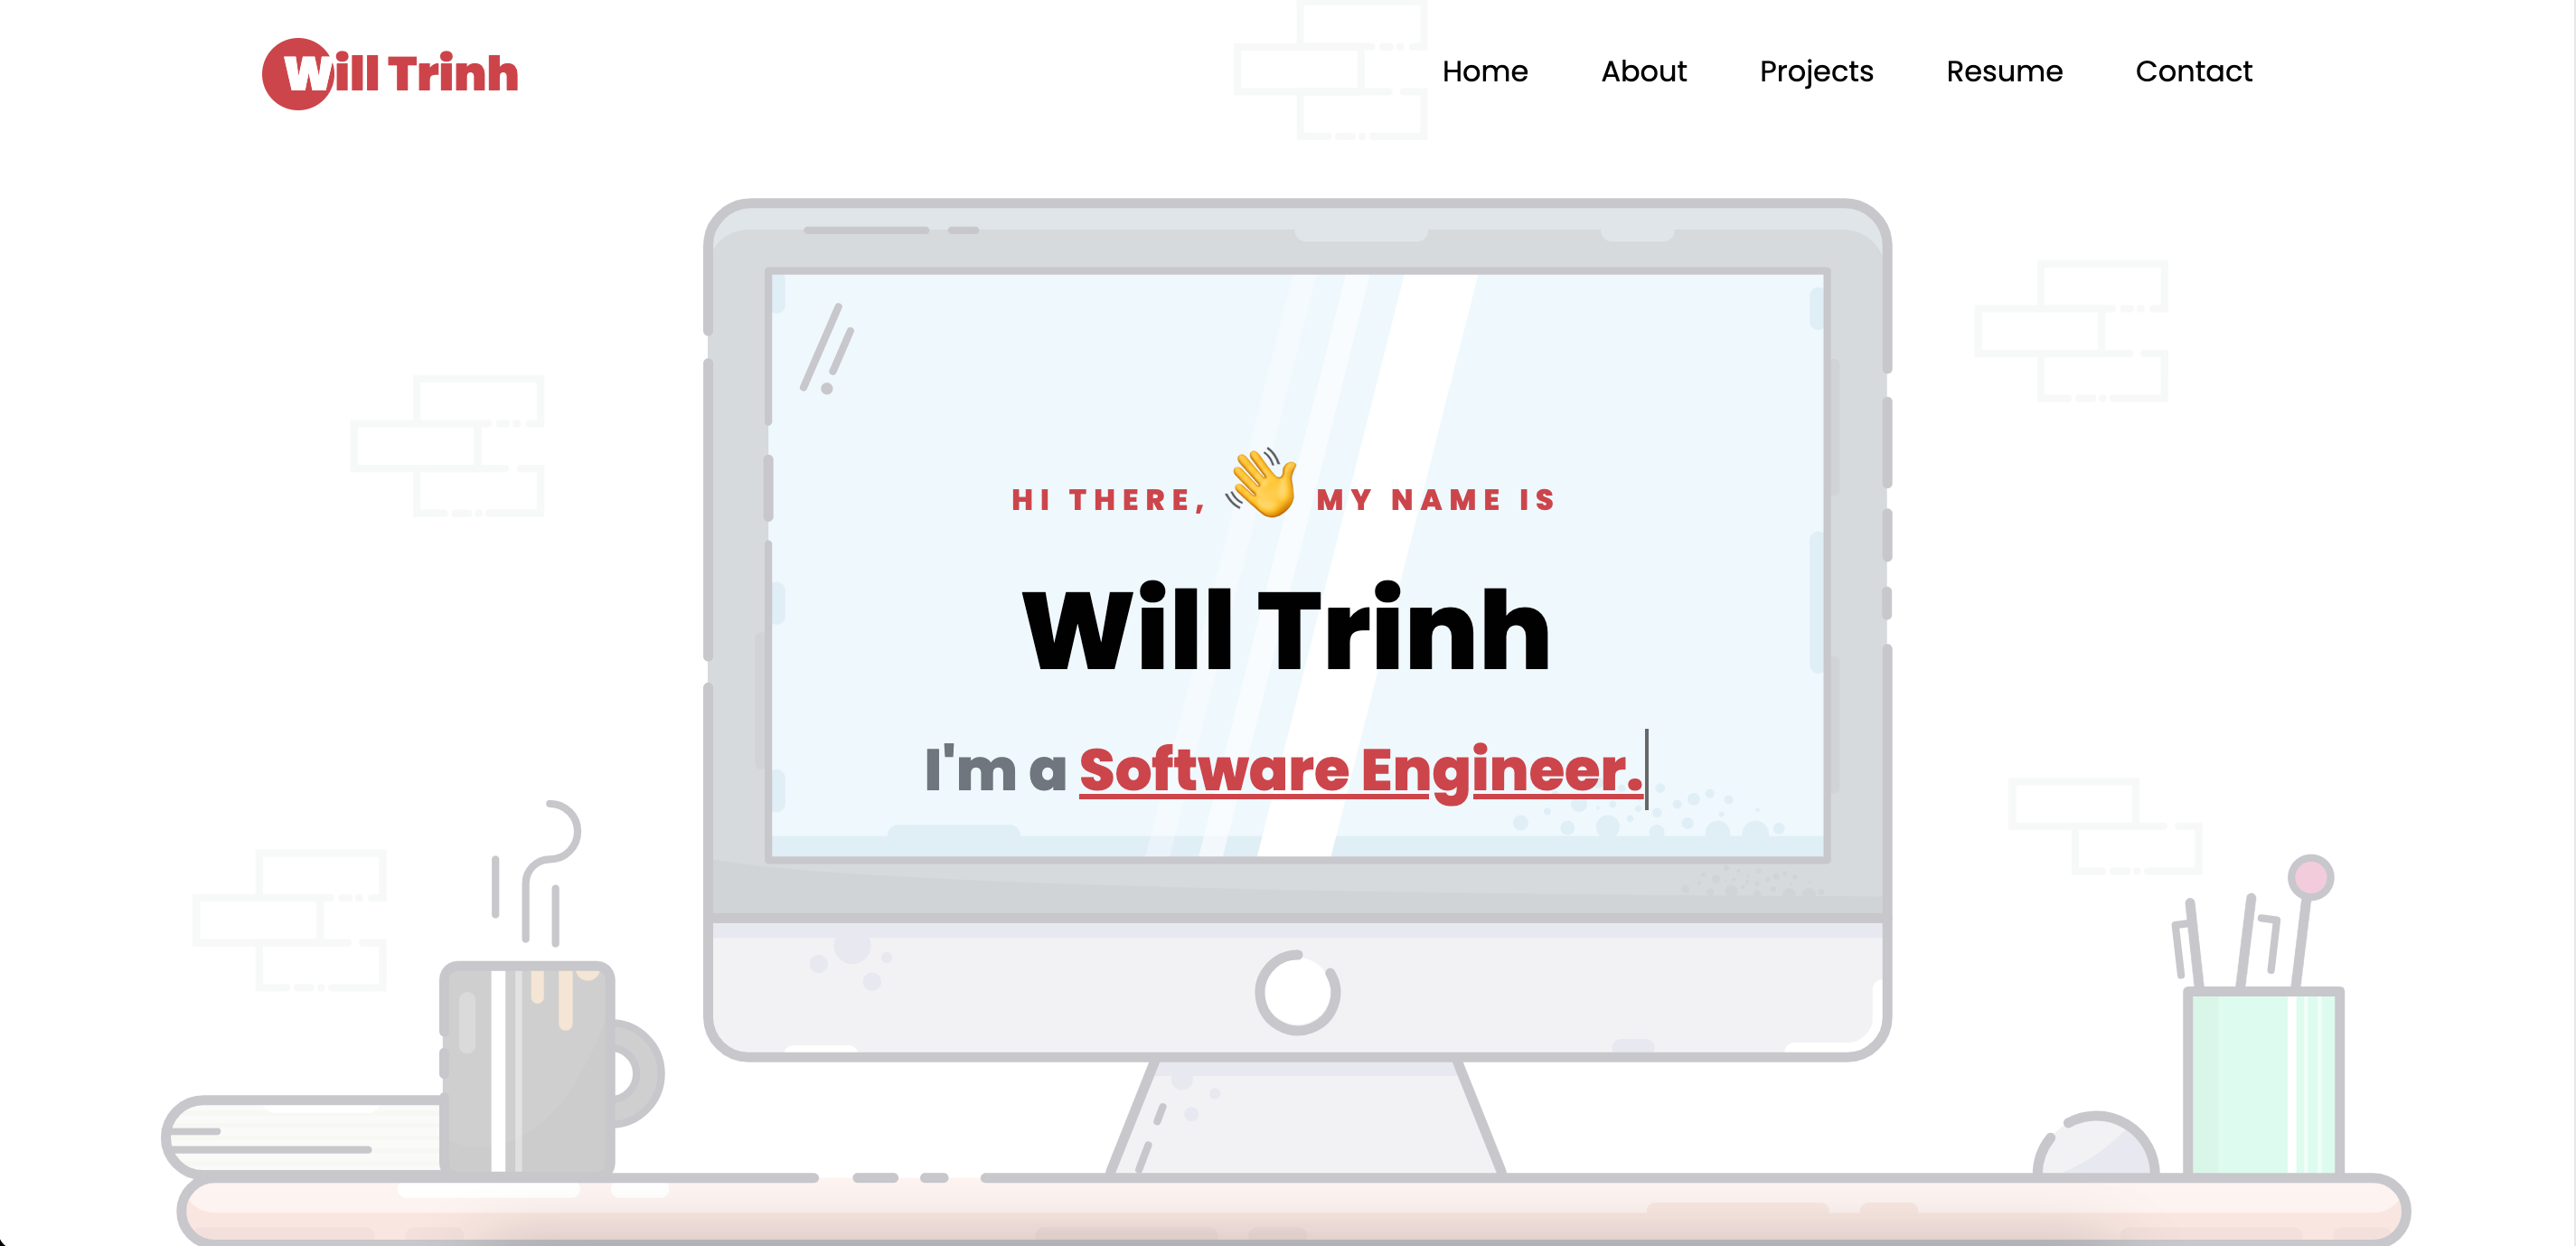 Will Trinh
Home About Projects Resume Contact
HI THERE, 👋 MY NAME IS
Will Trinh
I'm a Software Engineer.